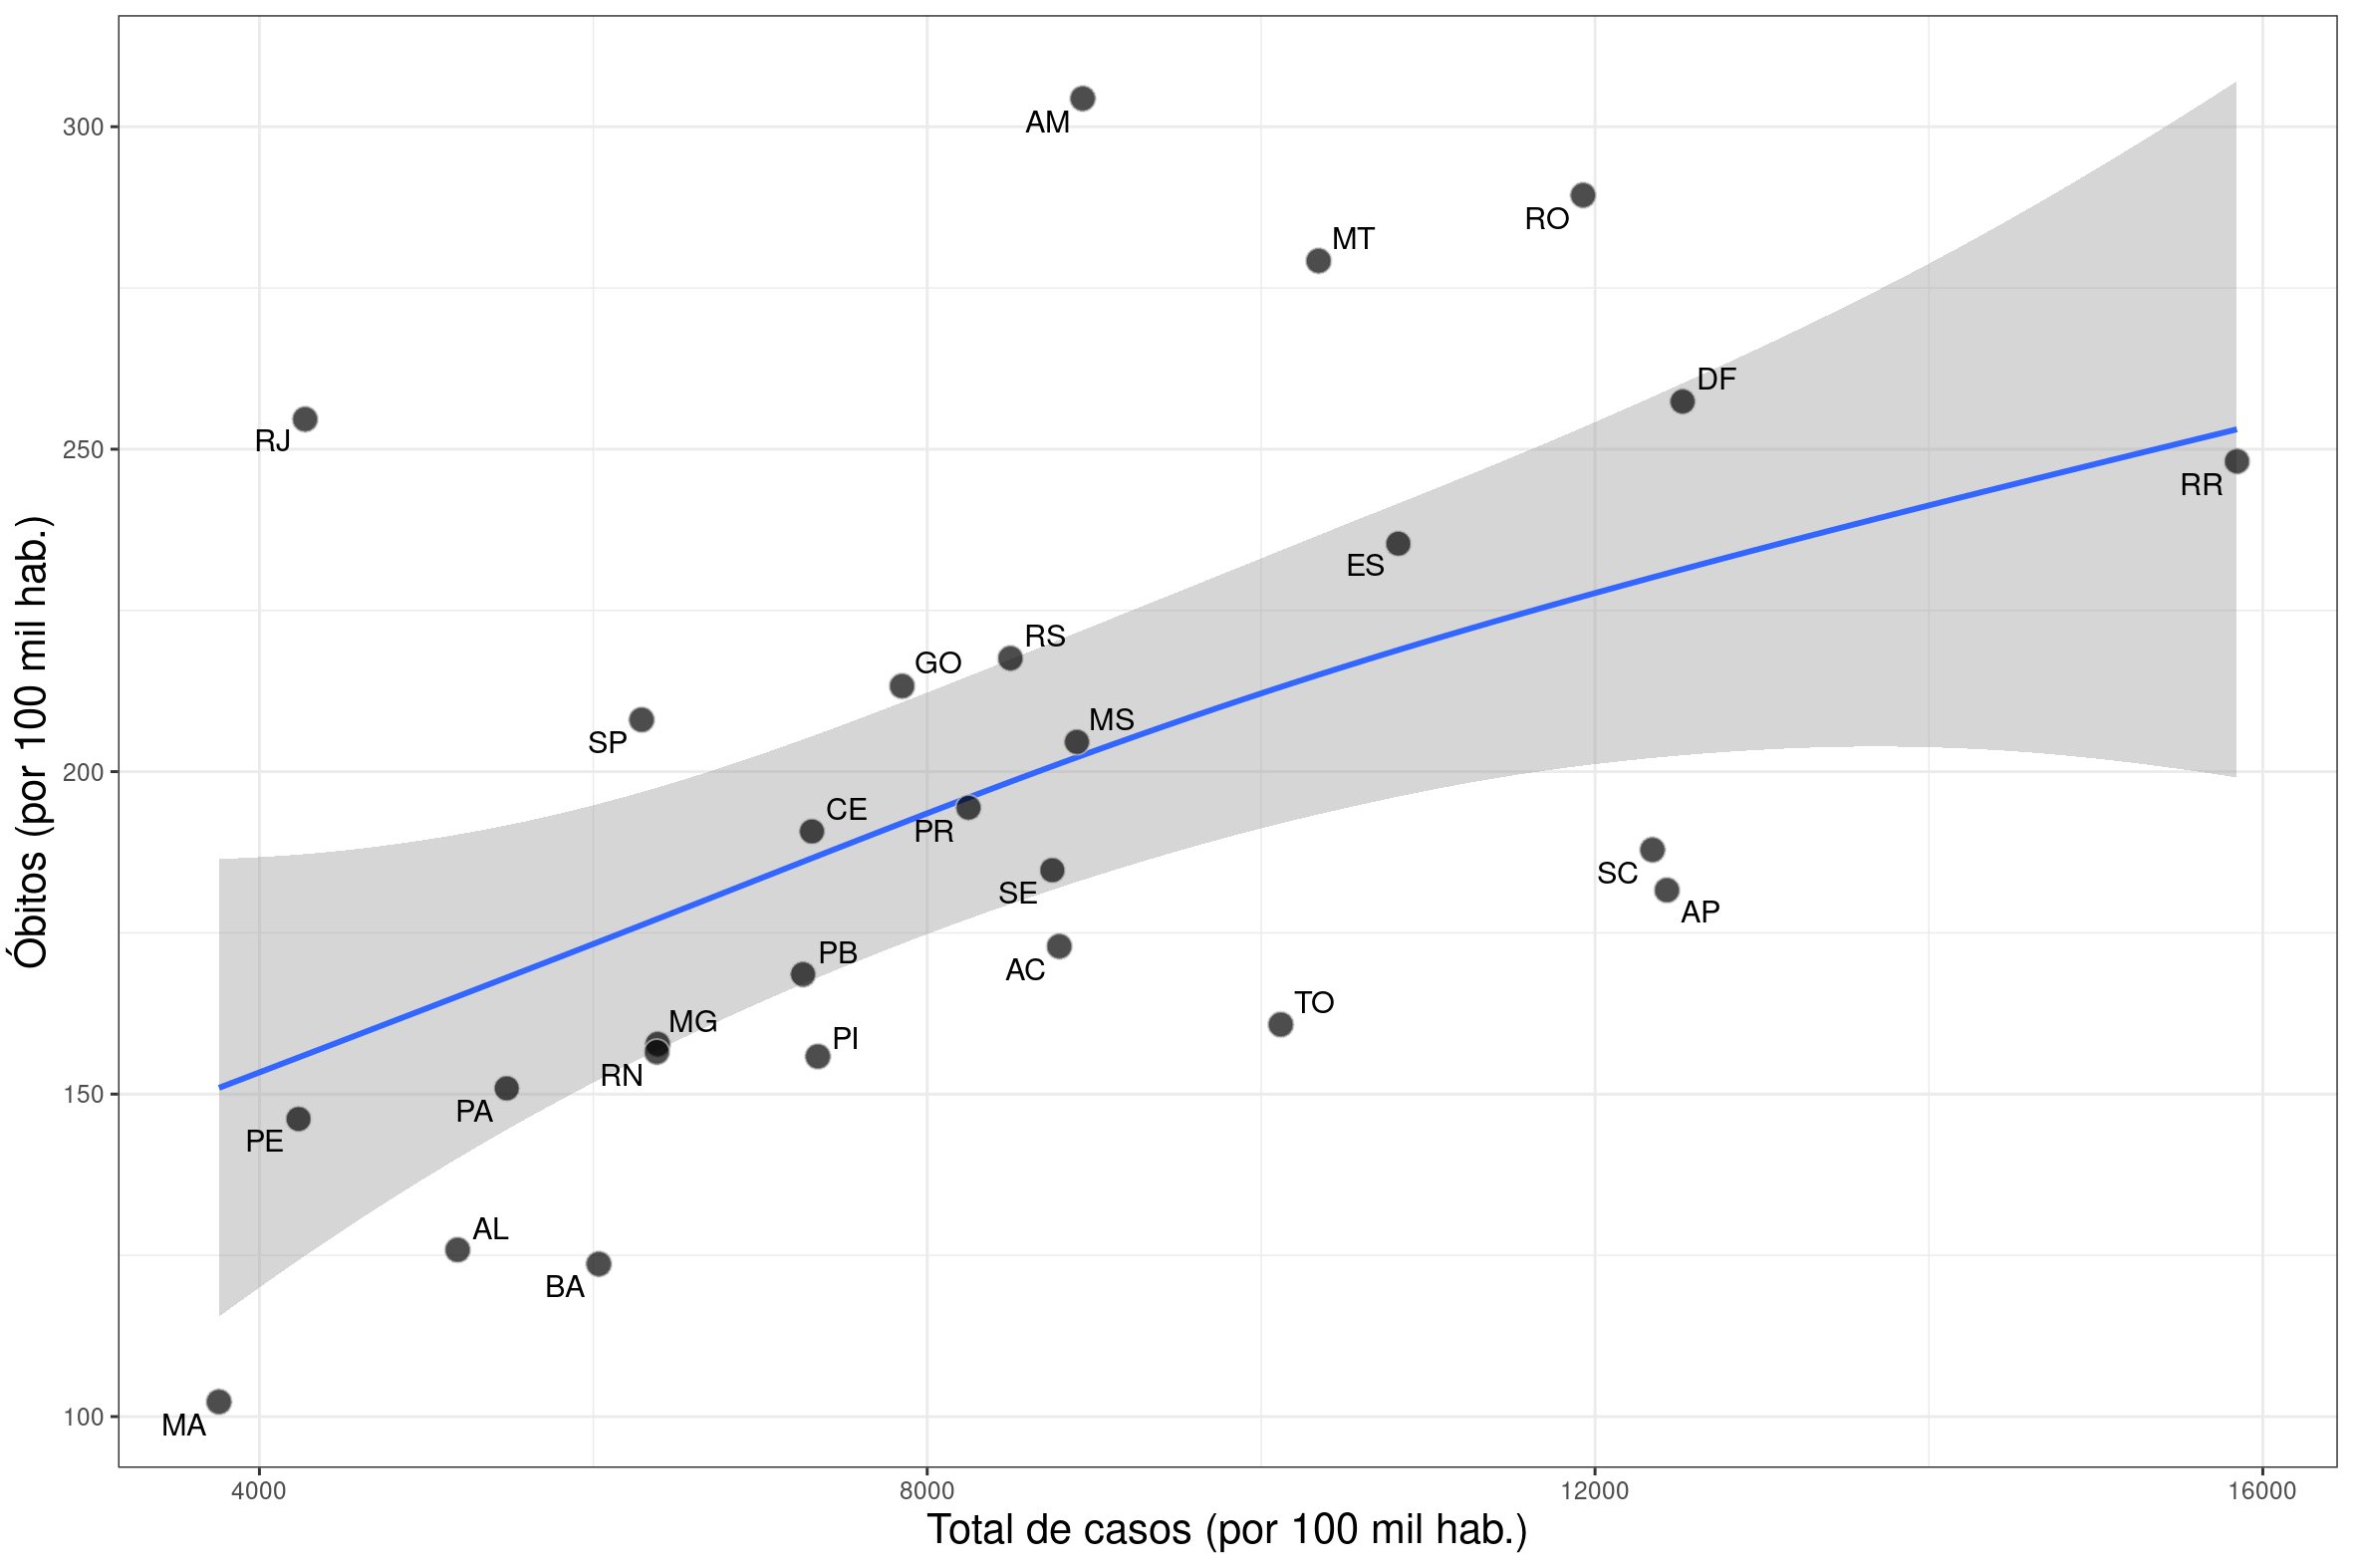 Óbitos (por 100 mil hab.)
300
250
200
150
100
AM
RO
MT
DF
RJ
RR
ES
RS
GO
MS
SP
CE
PR
SC
SE
AP
PB
AC
TO
MG
PI
RN
PA
PE
AL
BA
MA
4000
8000
12000
16000
Total de casos (por 100 mil hab.)